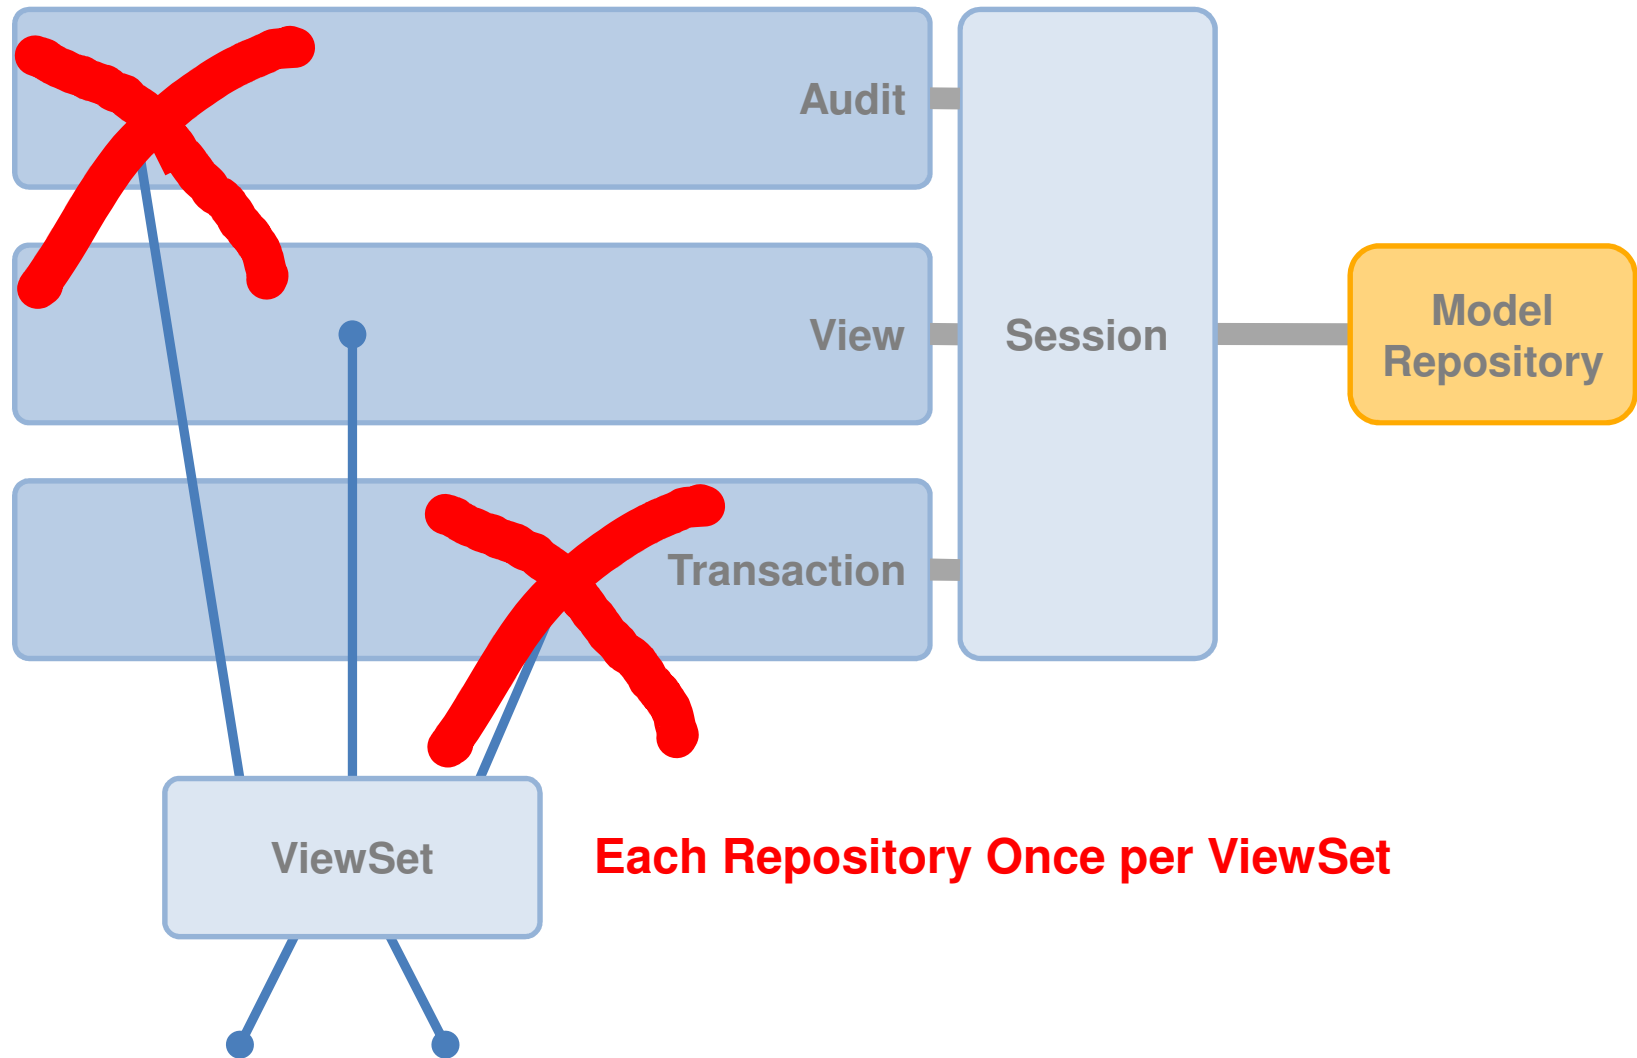 Audit
View
Session
Model
Repository
Transaction
ViewSet
Each Repository Once per ViewSet